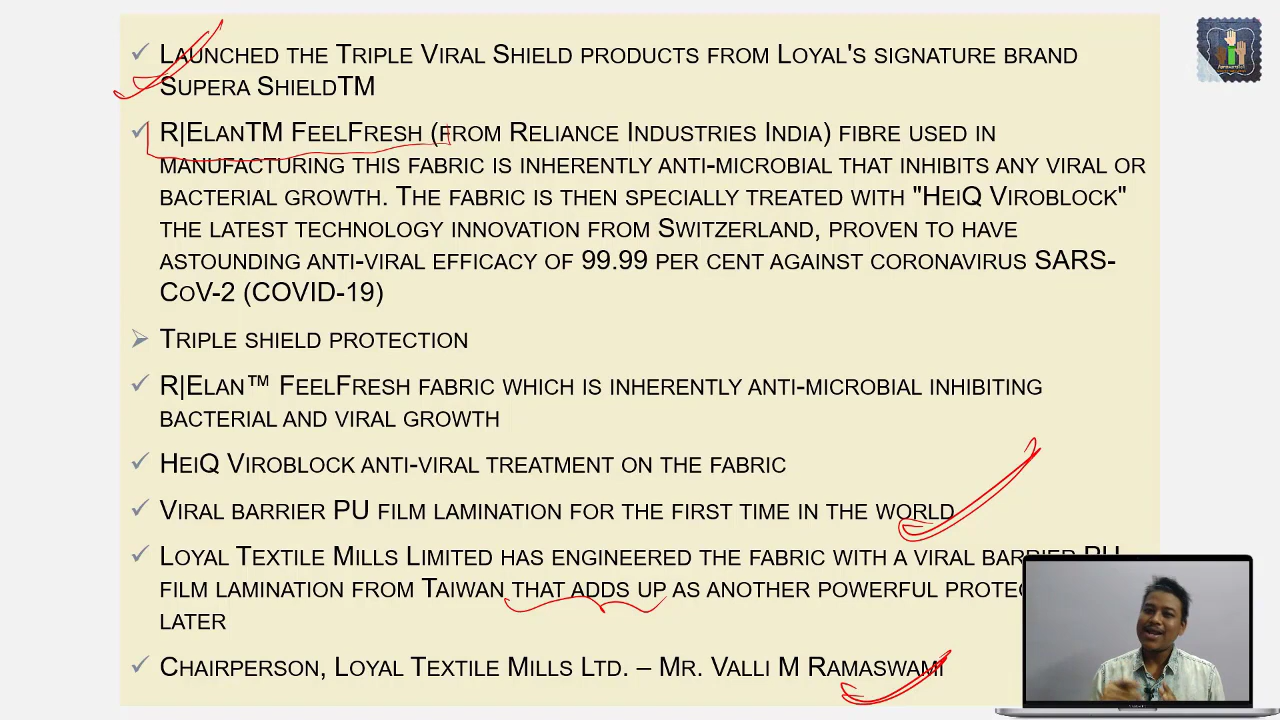 Launched the Triple Viral Shield products from Loyal's signature brand
Supera ShieldTM
R|ElanTM FeelFresh (from Reliance Industries India) fibre used in
manufacturing this fabric is inherently anti-microbial that inhibits any viral or
bacterial growth. The fabric is then specially treated with "HeiQ Viroblock"
the latest technology innovation from Switzerland, proven to have
astounding anti-viral efficacy of 99.99 per cent against coronavirus SARS-
CoV-2 (COVID-19)
Triple shield protection
R|Elan™ FeelFresh fabric which is inherently anti-microbial inhibiting
bacterial and viral growth
HeiQ Viroblock anti-viral treatment on the fabric
Viral barrier PU film lamination for the first time in the world
Loyal Textile Mills Limited has engineered the fabric with a viral barrier PU
film lamination from Taiwan that adds up as another powerful
later
Chairperson, Loyal Textile Mills Ltd. – Mr. Valli M Ramaswami